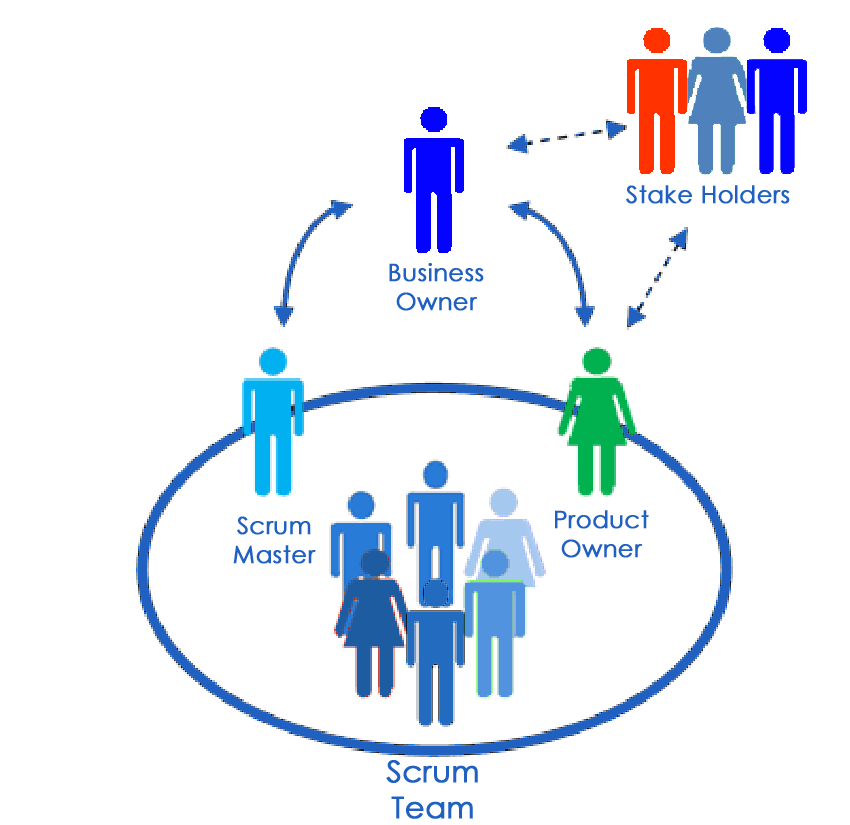 Stake Holders
Business
Owner
Scrum
Master
Product
Owner
Scrum
Team